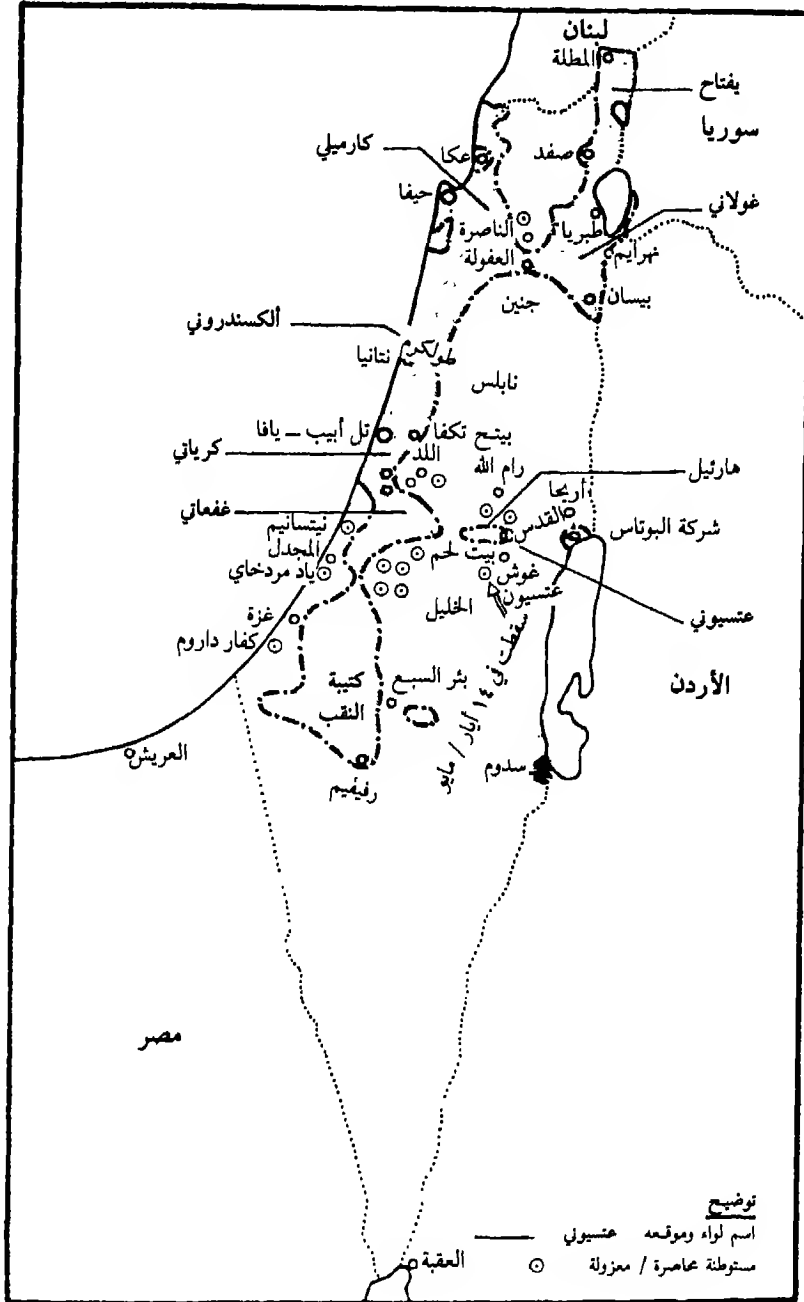 لبنان
المطلة
يفتاح
سوريا
كارميلي
عكا
صفد
حيفا
غولاني
الناصرة
طبريا
العفولة
نهرايم
جنين
بيسان
ألكسندروني
طولكرم
نتانيا
نابلس
تل أبيب – يافا
بيتح تكفا
كرياتي
اللد
رام الله
هارئيل
أريحا
غفعاتي
القدس
شركة البوتاس
نيتسانيم
المجدل
بيت لحم
ياد مردخاي
غوش
عتسيون
الخليل
عتسيوني
سقطت في ١٤ أيار / مايو
غزة
كفار داروم
الأردن
كتيبة
النقب
بئر السبع
العريش
رفيفيم
سدوم
مصر
العقبة
توضيح
اسم لواء وموقعه عتسيوني
مستوطنة محاصرة / معزولة